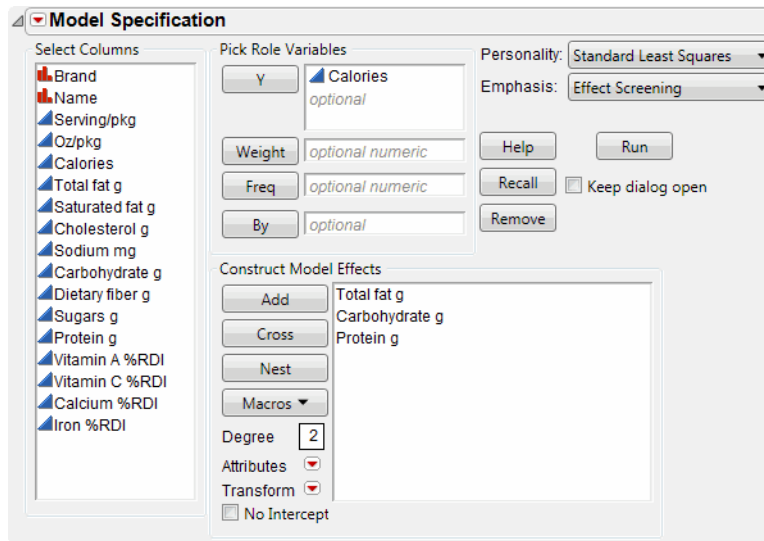 Model Specification
Select Columns
Brand
Name
Serving/pkg
Oz/pkg
Calories
Total fat g
Saturated fat g
Cholesterol g
Sodium mg
Carbohydrate g
Dietary fiber g
Sugars g
Protein g
Vitamin A %RDI
Vitamin C %RDI
Calcium %RDI
Iron %RDI
Pick Role Variables
Y
Calories
optional
Weight
optional numeric
Freq
optional numeric
By
optional
Personality: Standard Least Squares
Emphasis: Effect Screening
Help
Run
Recall
Keep dialog open
Remove
Construct Model Effects
Add
Cross
Nest
Macros
Degree 2
Attributes
Transform
No Intercept
Total fat g
Carbohydrate g
Protein g